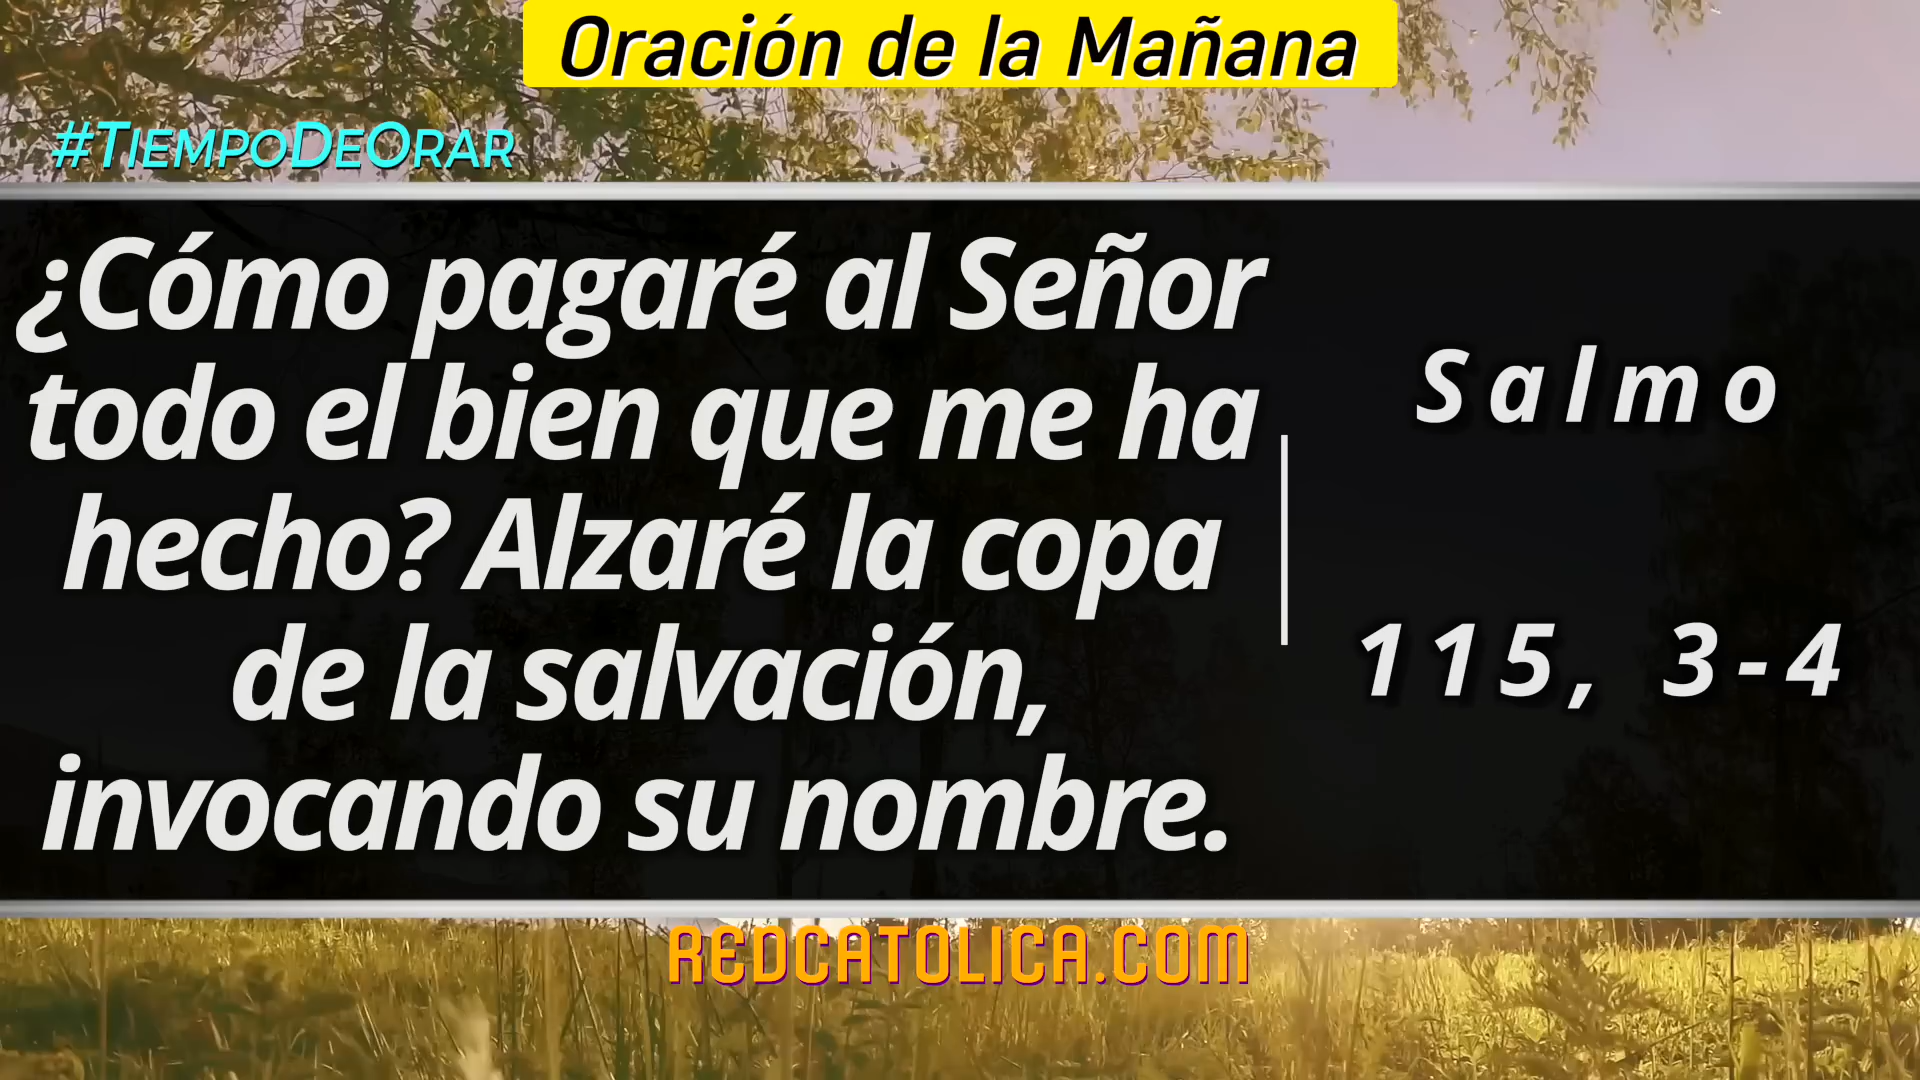 Oración de la Mañana
#TiempoDeOrar
¿Cómo pagaré al Señor
todo el bien que me ha
hecho? Alzaré la copa
de la salvación,
invocando su nombre.
Salmo
115, 3-4
REDCATOLICA.COM